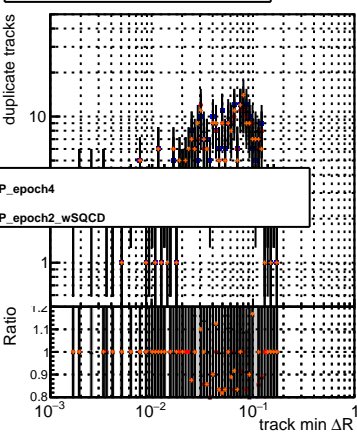 duplicate tracks
10
P_epoch4
P_epoch2_wSQCD
1
Ratio
1.2
1.1
1
0.9
0.8
10⁻³ 10⁻² 10⁻¹ 1
track min ΔR